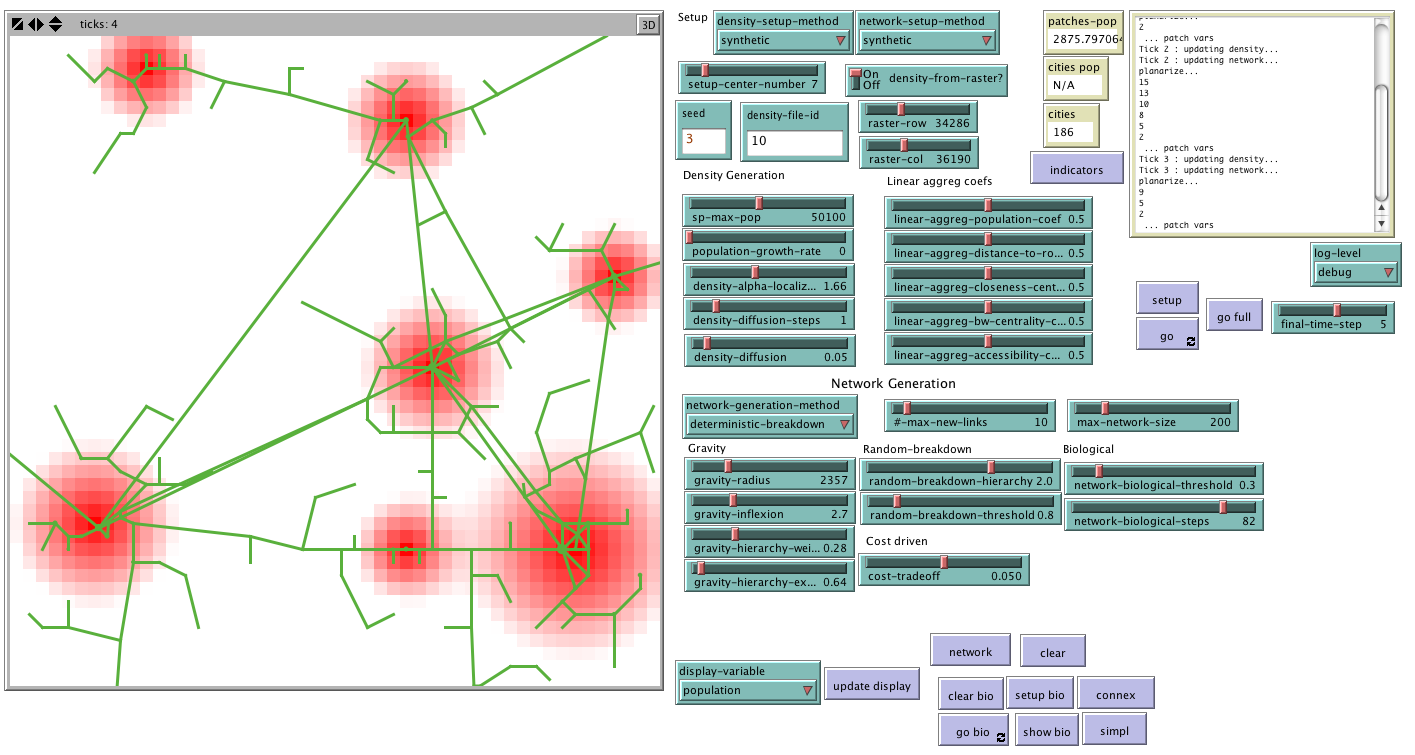 ticks: 4
3D
Setup
density-setup-method
synthetic
network-setup-method
synthetic
setup-center-number 7
On
Off
density-from-raster?
seed
3
density-file-id
10
raster-row 34286
raster-col 36190
patches-pop
2875.797064
cities pop
N/A
cities
186
indicators
planarize...
2
... patch vars
Tick 2 : updating density...
Tick 2 : updating network...
planarize...
15
13
10
8
5
2
... patch vars
Tick 3 : updating density...
Tick 3 : updating network...
planarize...
9
5
2
... patch vars
log-level
debug
Density Generation
sp-max-pop 50100
population-growth-rate 0
density-alpha-localiz... 1.66
density-diffusion-steps 1
density-diffusion 0.05
Linear aggreg coefs
linear-aggreg-population-coef 0.5
linear-aggreg-distance-to-ro... 0.5
linear-aggreg-closeness-cent... 0.5
linear-aggreg-bw-centrality-c... 0.5
linear-aggreg-accessibility-c... 0.5
setup
go
go full
final-time-step 5
Network Generation
network-generation-method
deterministic-breakdown
#-max-new-links 10
max-network-size 200
Gravity
gravity-radius 2357
gravity-inflexion 2.7
gravity-hierarchy-wei... 0.28
gravity-hierarchy-ex... 0.64
Random-breakdown
random-breakdown-hierarchy 2.0
random-breakdown-threshold 0.8
Biological
network-biological-threshold 0.3
network-biological-steps 82
Cost driven
cost-tradeoff 0.050
display-variable
population
update display
network
clear
clear bio
setup bio
connex
go bio
show bio
simpl